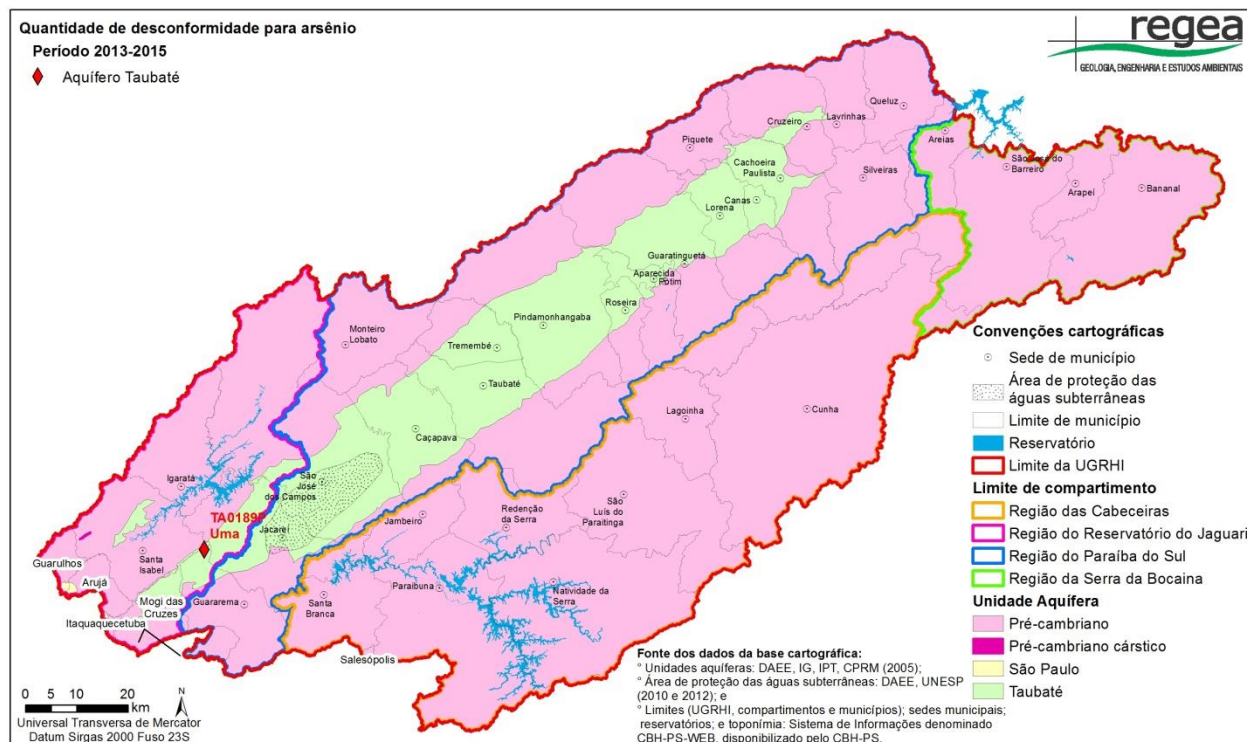 Quantidade de desconformidade para arsênio
Período 2013-2015
Aquífero Taubaté
regea
GEOLOGIA, ENGENHARIA E ESTUDOS AMBIENTAIS
Queluz
Lavrinhas
Cruzeiro
Piquete
Areias
Cachoeira
Paulista
Silveiras
São José do
Barreiro
Arapeí
Bananal
Canas
Lorena
Guaratinguetá
Aparecida
Potim
Roseira
Pindamonhangaba
Monteiro
Lobato
Tremembé
Taubaté
Lagoinha
Cunha
Caçapava
São
José
dos Campos
Igaratá
São
Luís do
Paraitinga
Redenção
da Serra
Jambeiro
TA0189P
Uma
Jacareí
Santa
Isabel
Guarulhos
Arujá
Mogi das
Cruzes
Itaquaquecetuba
Guararema
Santa
Branca
Paraibuna
Natividade da
Serra
Salesópolis
Convenções cartográficas
Sede de município
Área de proteção das
águas subterrâneas
Limite de município
Reservatório
Limite da UGRHI
Limite de compartimento
Região das Cabeceiras
Região do Reservatório do Jaguari
Região do Paraíba do Sul
Região da Serra da Bocaina
Unidade Aquífera
Pré-cambriano
Pré-cambriano cárstico
São Paulo
Taubaté
Fonte dos dados da base cartográfica:
° Unidades aquíferas: DAEE, IG, IPT, CPRM (2005);
° Área de proteção das águas subterrâneas: DAEE, UNESP
(2010 e 2012); e
° Limites (UGRHI, compartimentos e municípios); sedes municipais;
reservatórios; e toponímia: Sistema de Informações denominado
CBH-PS-WEB, disponibilizado pelo CBH-PS.
0 5 10 20
km
N
Universal Transversa de Mercator
Datum Sirgas 2000 Fuso 23S